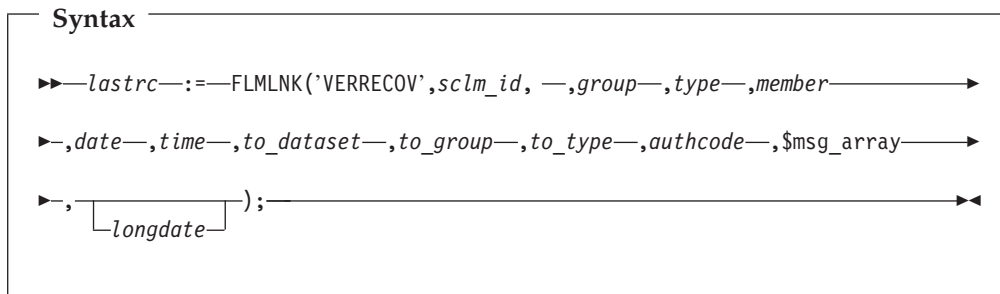 Syntax
lastrc := FLMLNK('VERRECOV',sclm_id, ,group ,type ,member
,date ,time ,to_dataset ,to_group ,to_type ,authcode ,$msg_array
, longdate );